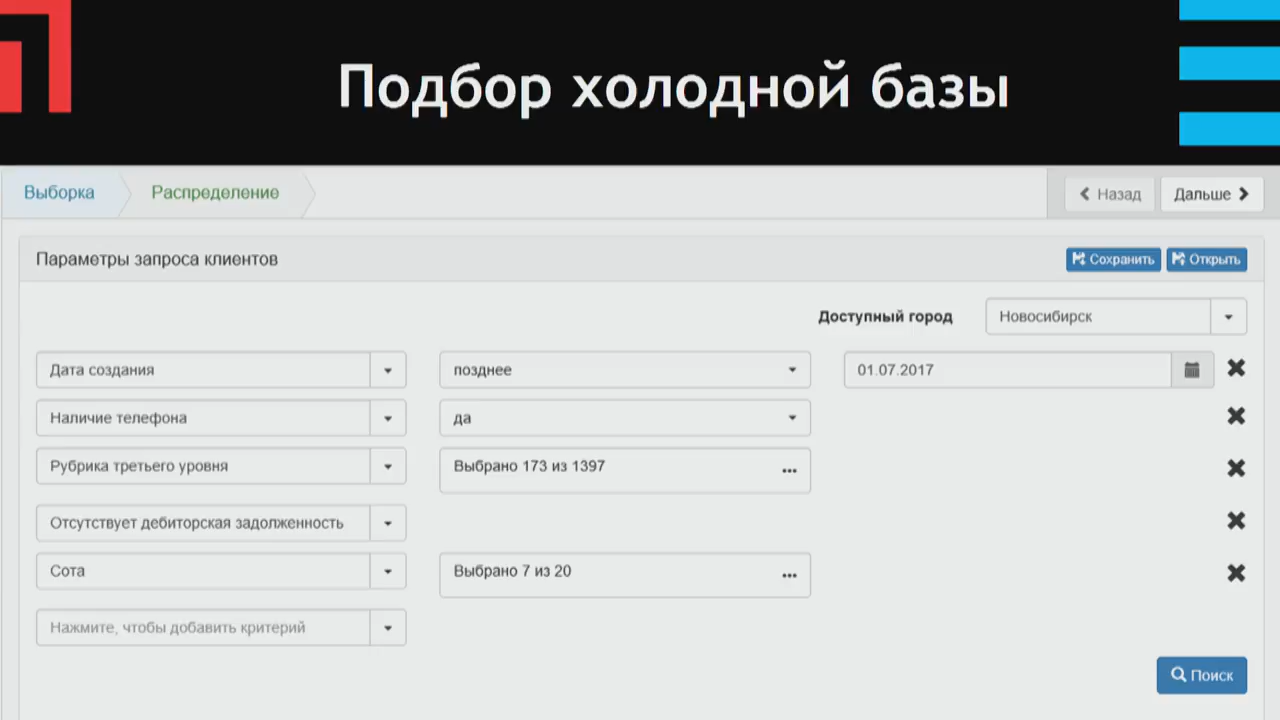 Подбор холодной базы
Выборка Распределение Назад Дальше
Параметры запроса клиентов Сохранить Открыть
Доступный город Новосибирск
Дата создания позднее 01.07.2017
Наличие телефона да
Рубрика третьего уровня Выбрано 173 из 1397 ...
Отсутствует дебиторская задолженность
Сота Выбрано 7 из 20 ...
Нажмите, чтобы добавить критерий
Поиск